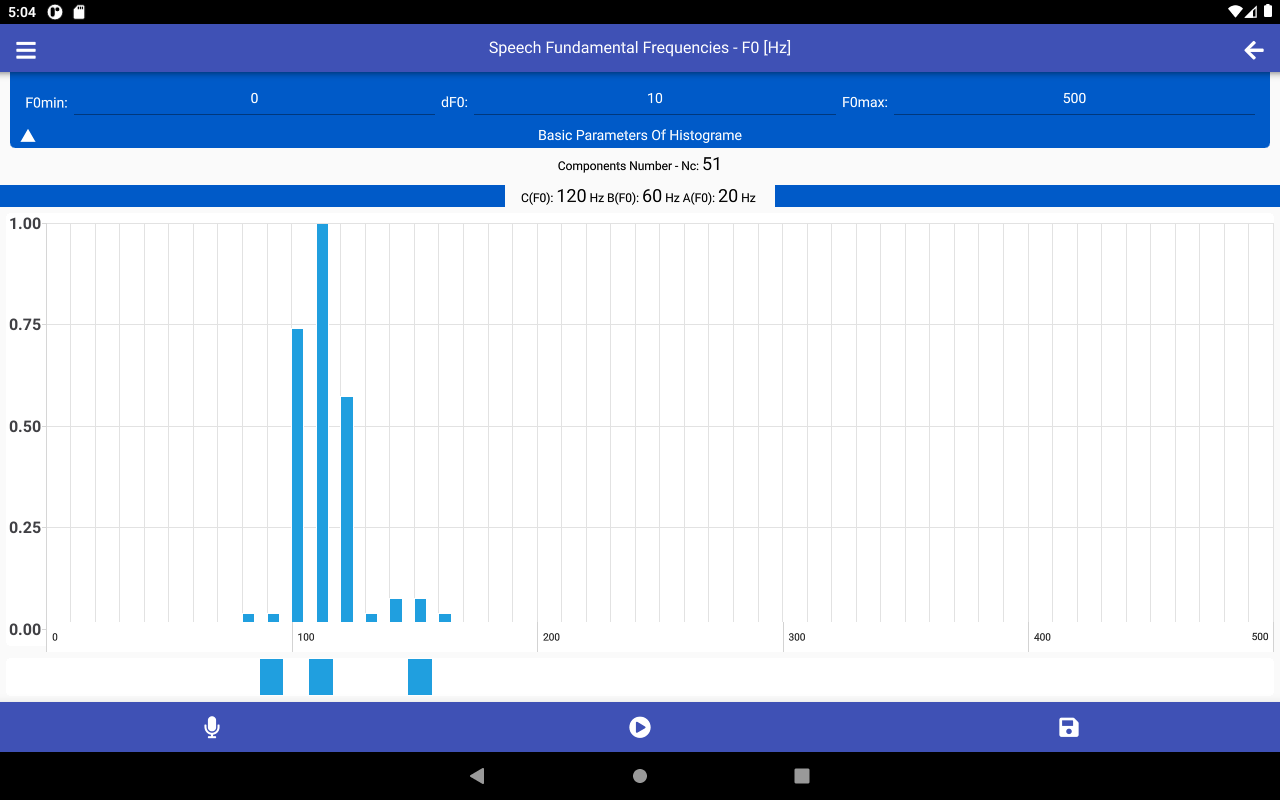 5:04
Speech Fundamental Frequencies - F0 [Hz]
F0min: 0 dF0: 10 F0max: 500
Basic Parameters Of Histograme
Components Number - Nc: 51
C(F0): 120 Hz B(F0): 60 Hz A(F0): 20 Hz
1.00
0.75
0.50
0.25
0.00
0 100 200 300 400 500